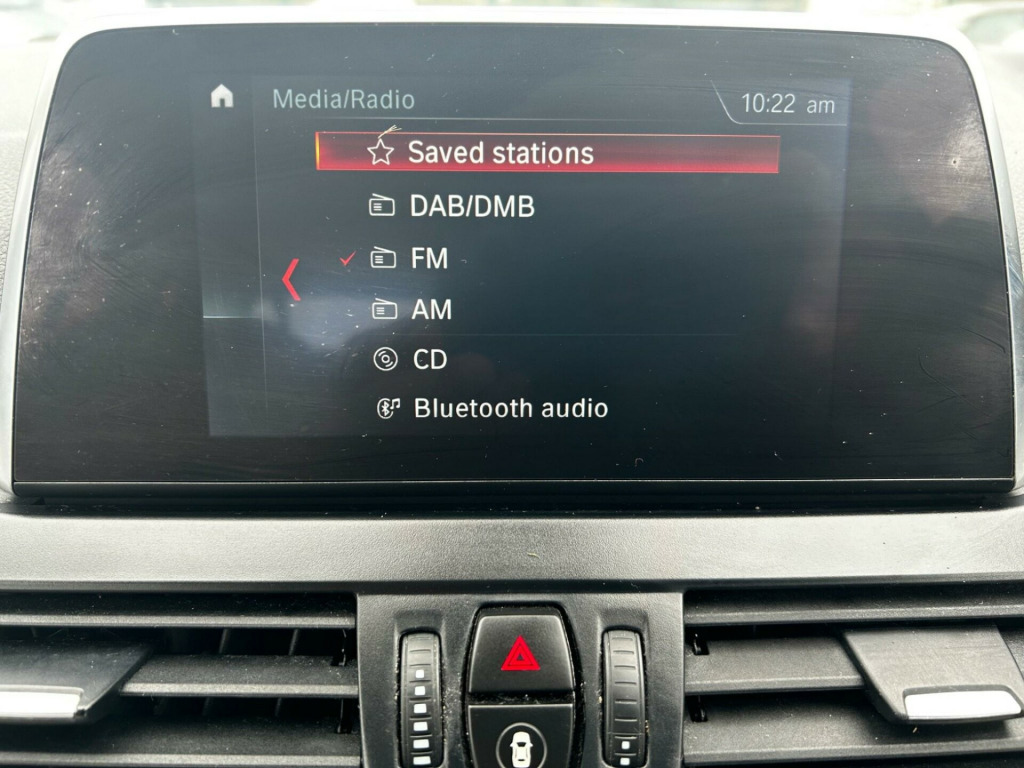 Media/Radio
10:22 am
Saved stations
DAB/DMB
FM
AM
CD
Bluetooth audio